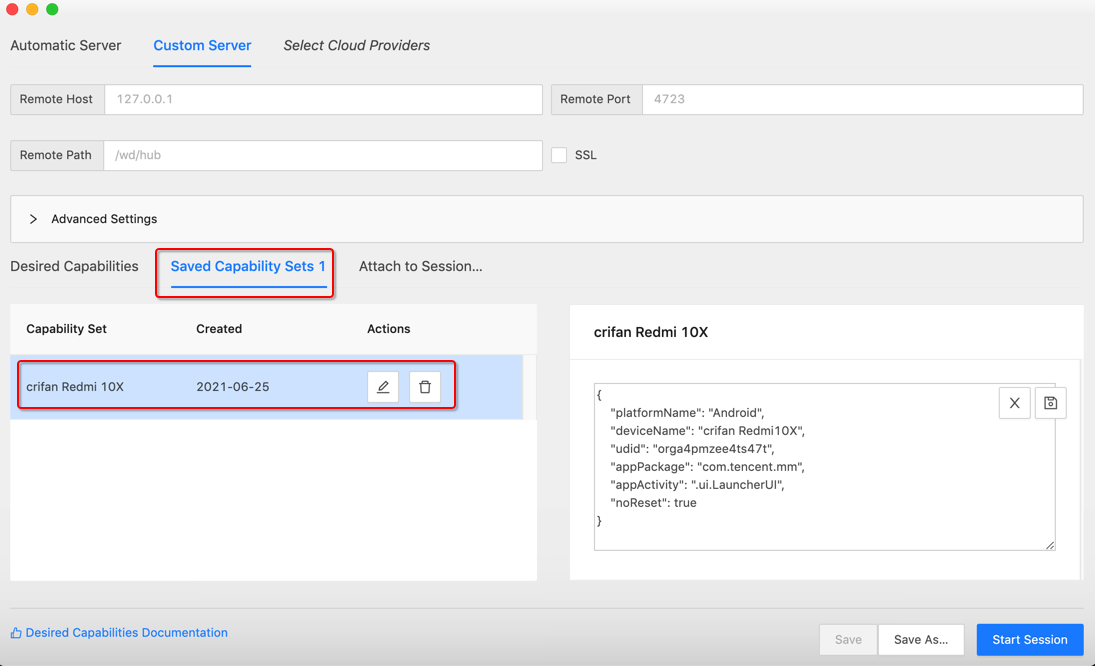 Automatic Server Custom Server Select Cloud Providers
Remote Host 127.0.0.1 Remote Port 4723
Remote Path /wd/hub SSL
Advanced Settings
Desired Capabilities Saved Capability Sets 1 Attach to Session...
Capability Set Created Actions
crifan Redmi 10X 2021-06-25
crifan Redmi 10X
{
"platformName": "Android",
"deviceName": "crifan Redmi10X",
"udid": "orga4pmzee4ts47t",
"appPackage": "com.tencent.mm",
"appActivity": ".ui.LauncherUI",
"noReset": true
}
Desired Capabilities Documentation
Save Save As... Start Session